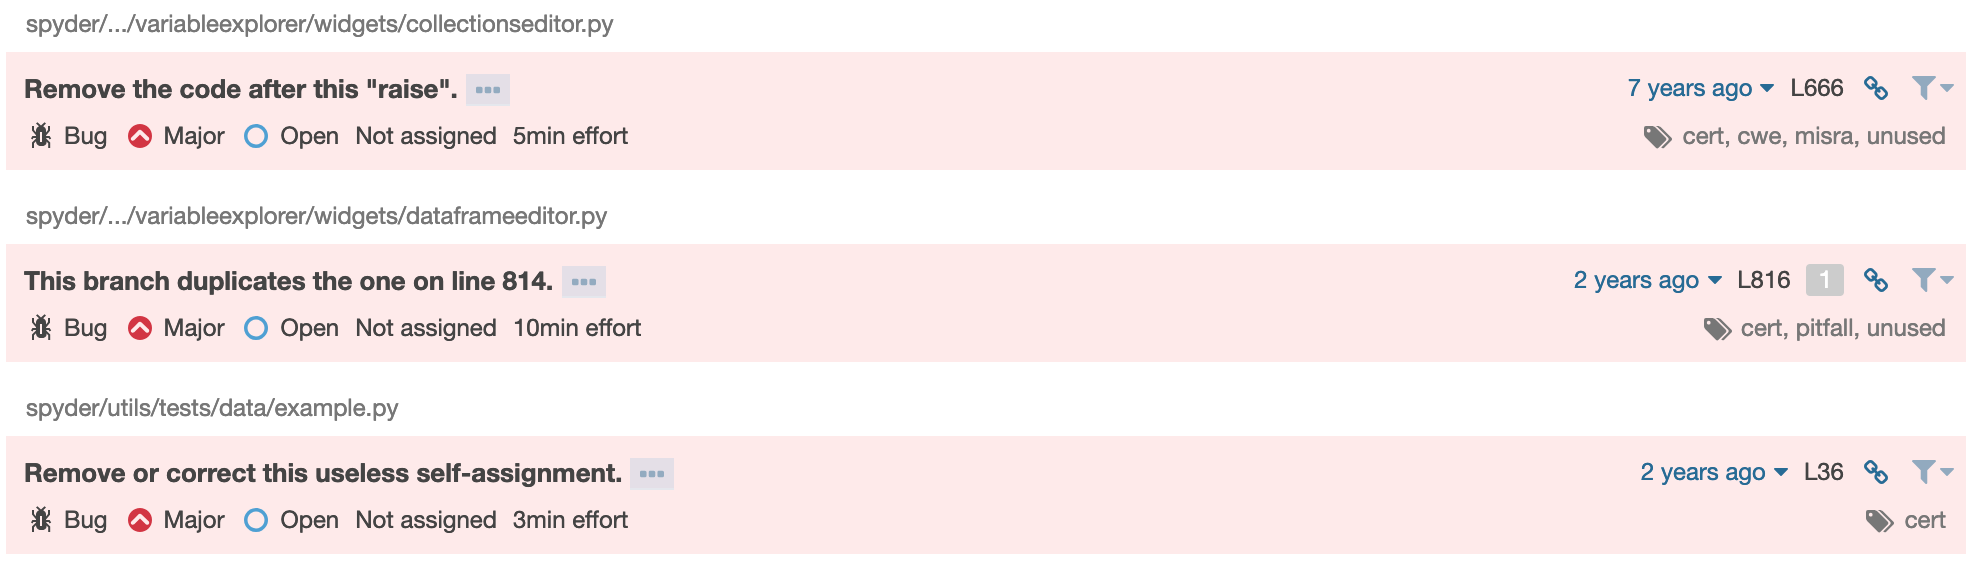 spyder/.../variableexplorer/widgets/collectionseditor.py
Remove the code after this "raise". 7 years ago L666
Bug Major Open Not assigned 5min effort cert, cwe, misra, unused
spyder/.../variableexplorer/widgets/dataframeeditor.py
This branch duplicates the one on line 814. 2 years ago L816 1
Bug Major Open Not assigned 10min effort cert, pitfall, unused
spyder/utils/tests/data/example.py
Remove or correct this useless self-assignment. 2 years ago L36
Bug Major Open Not assigned 3min effort cert